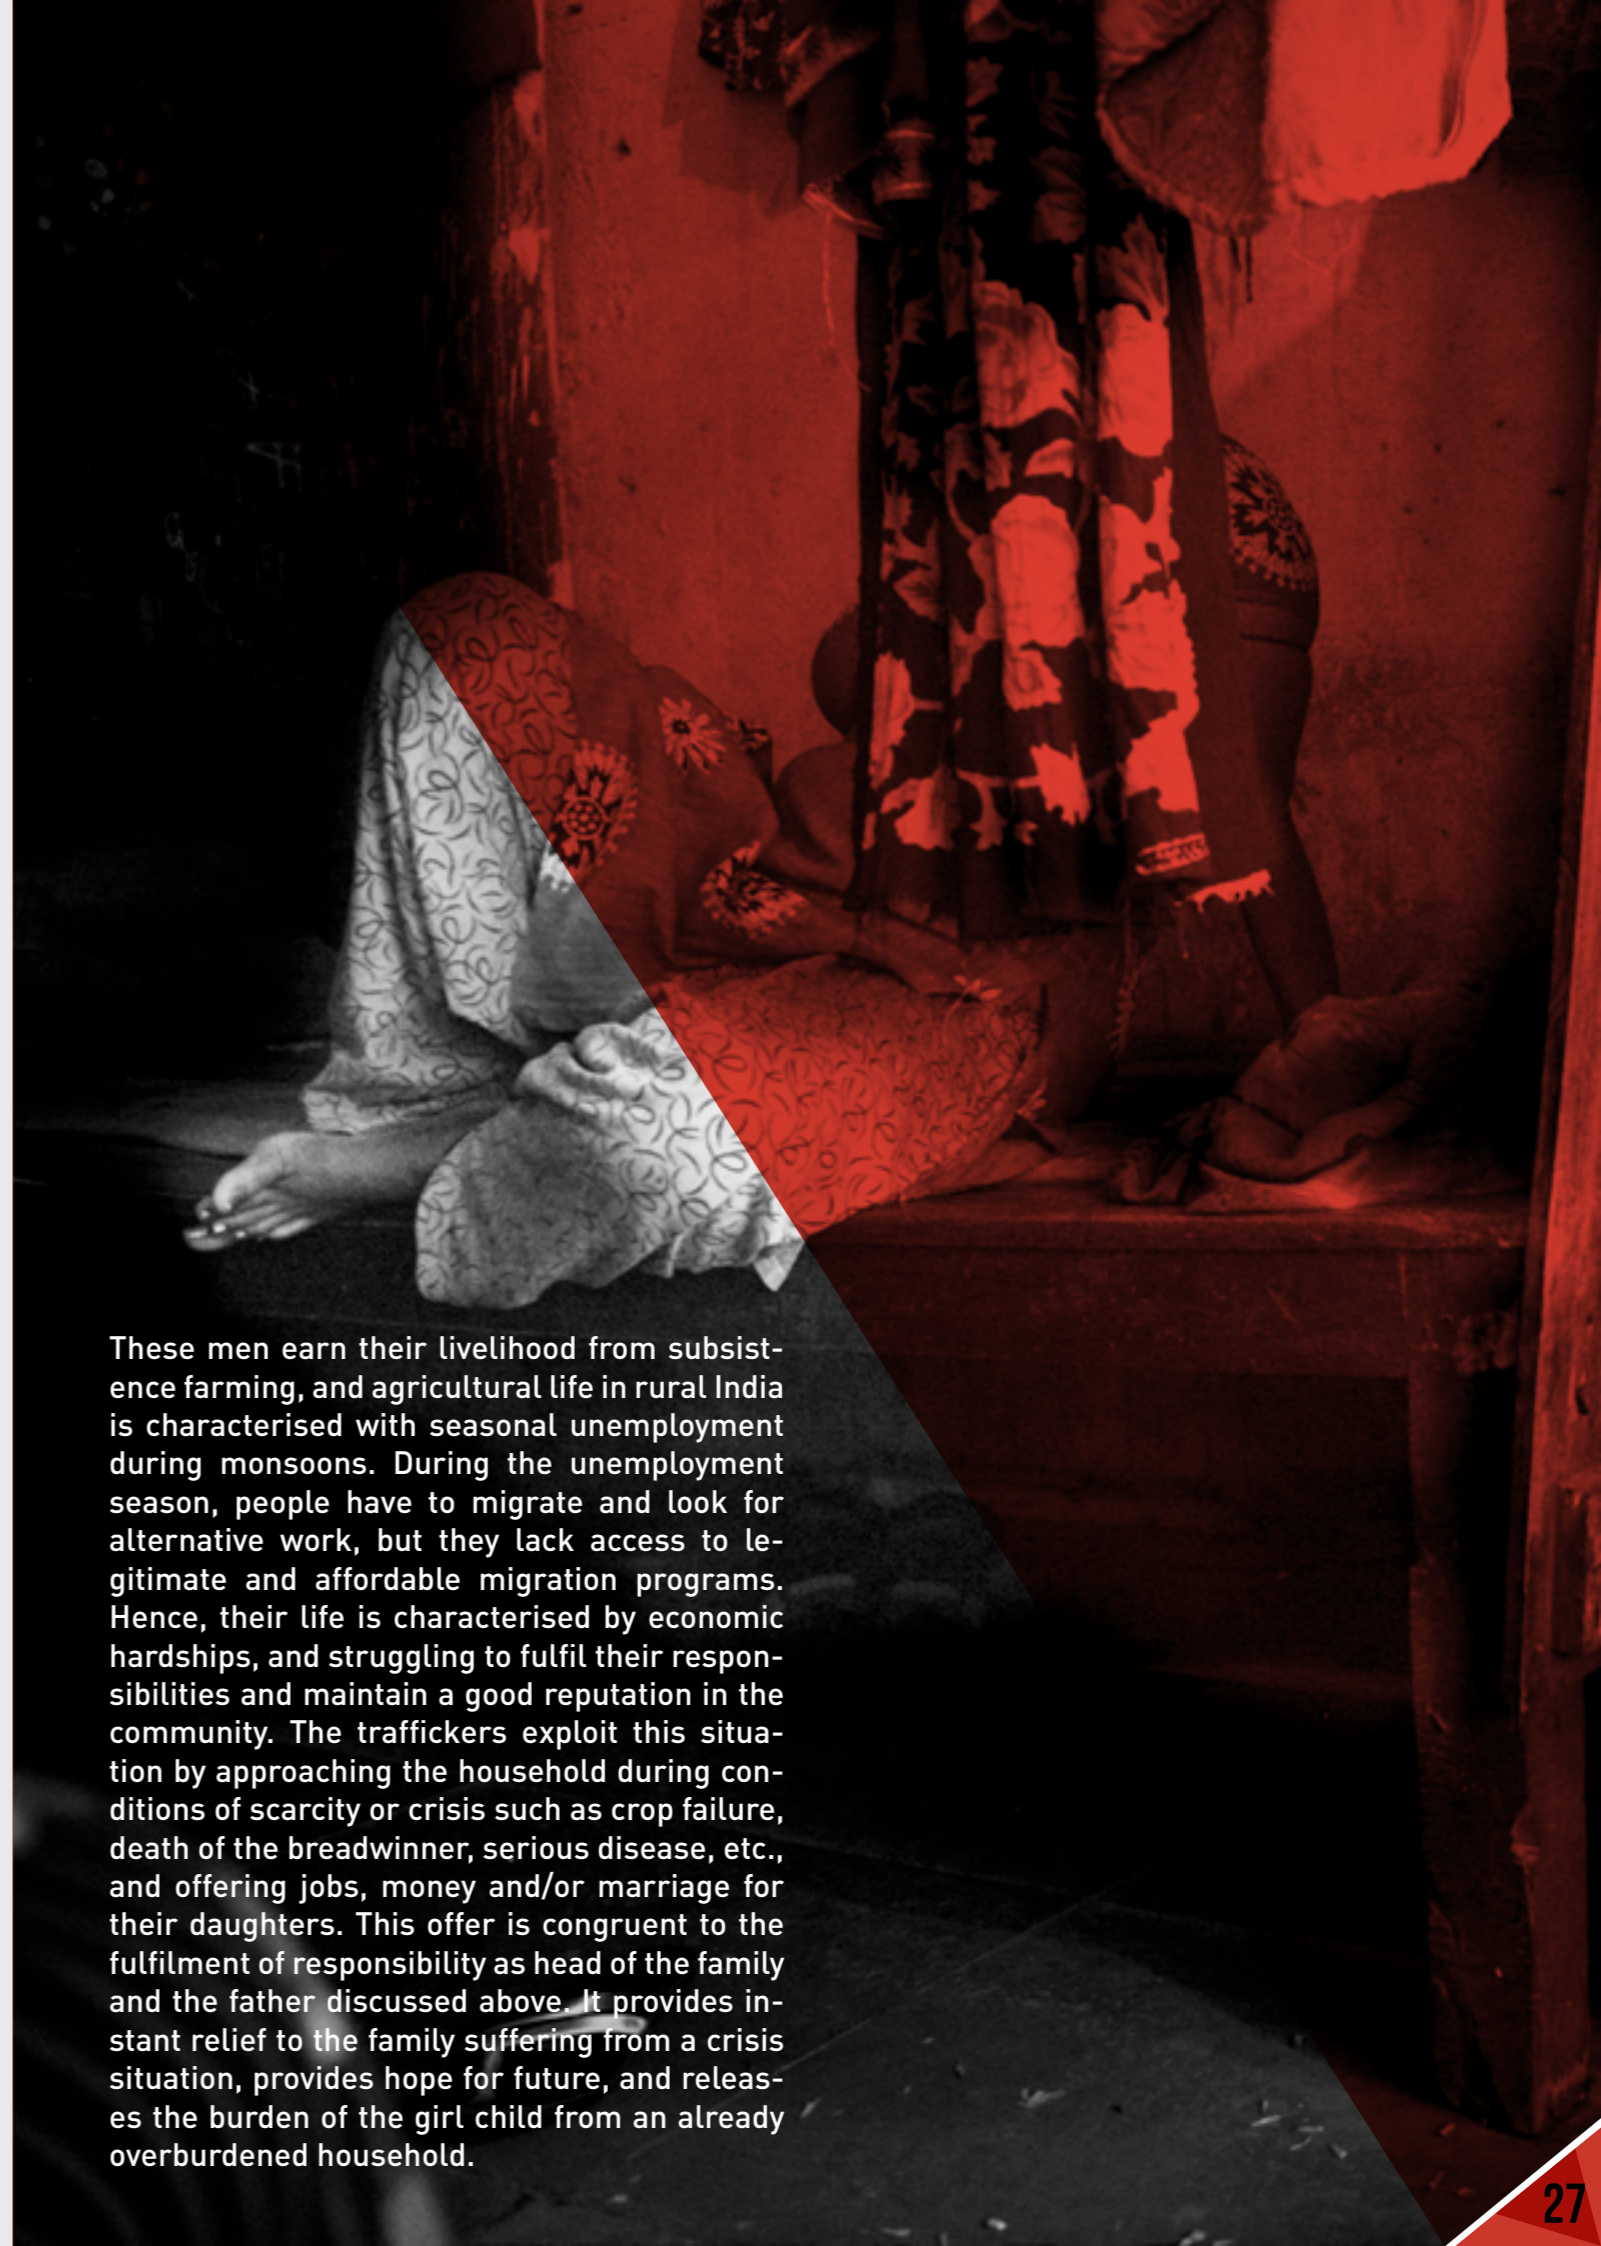 These men earn their livelihood from subsist-
ence farming, and agricultural life in rural India
is characterised with seasonal unemployment
during monsoons. During the unemployment
season, people have to migrate and look for
alternative work, but they lack access to le-
gitimate and affordable migration programs.
Hence, their life is characterised by economic
hardships, and struggling to fulfil their respon-
sibilities and maintain a good reputation in the
community. The traffickers exploit this situa-
tion by approaching the household during con-
ditions of scarcity or crisis such as crop failure,
death of the breadwinner, serious disease, etc.,
and offering jobs, money and/or marriage for
their daughters. This offer is congruent to the
fulfilment of responsibility as head of the family
and the father discussed above. It provides in-
stant relief to the family suffering from a crisis
situation, provides hope for future, and releas-
es the burden of the girl child from an already
overburdened household.
27